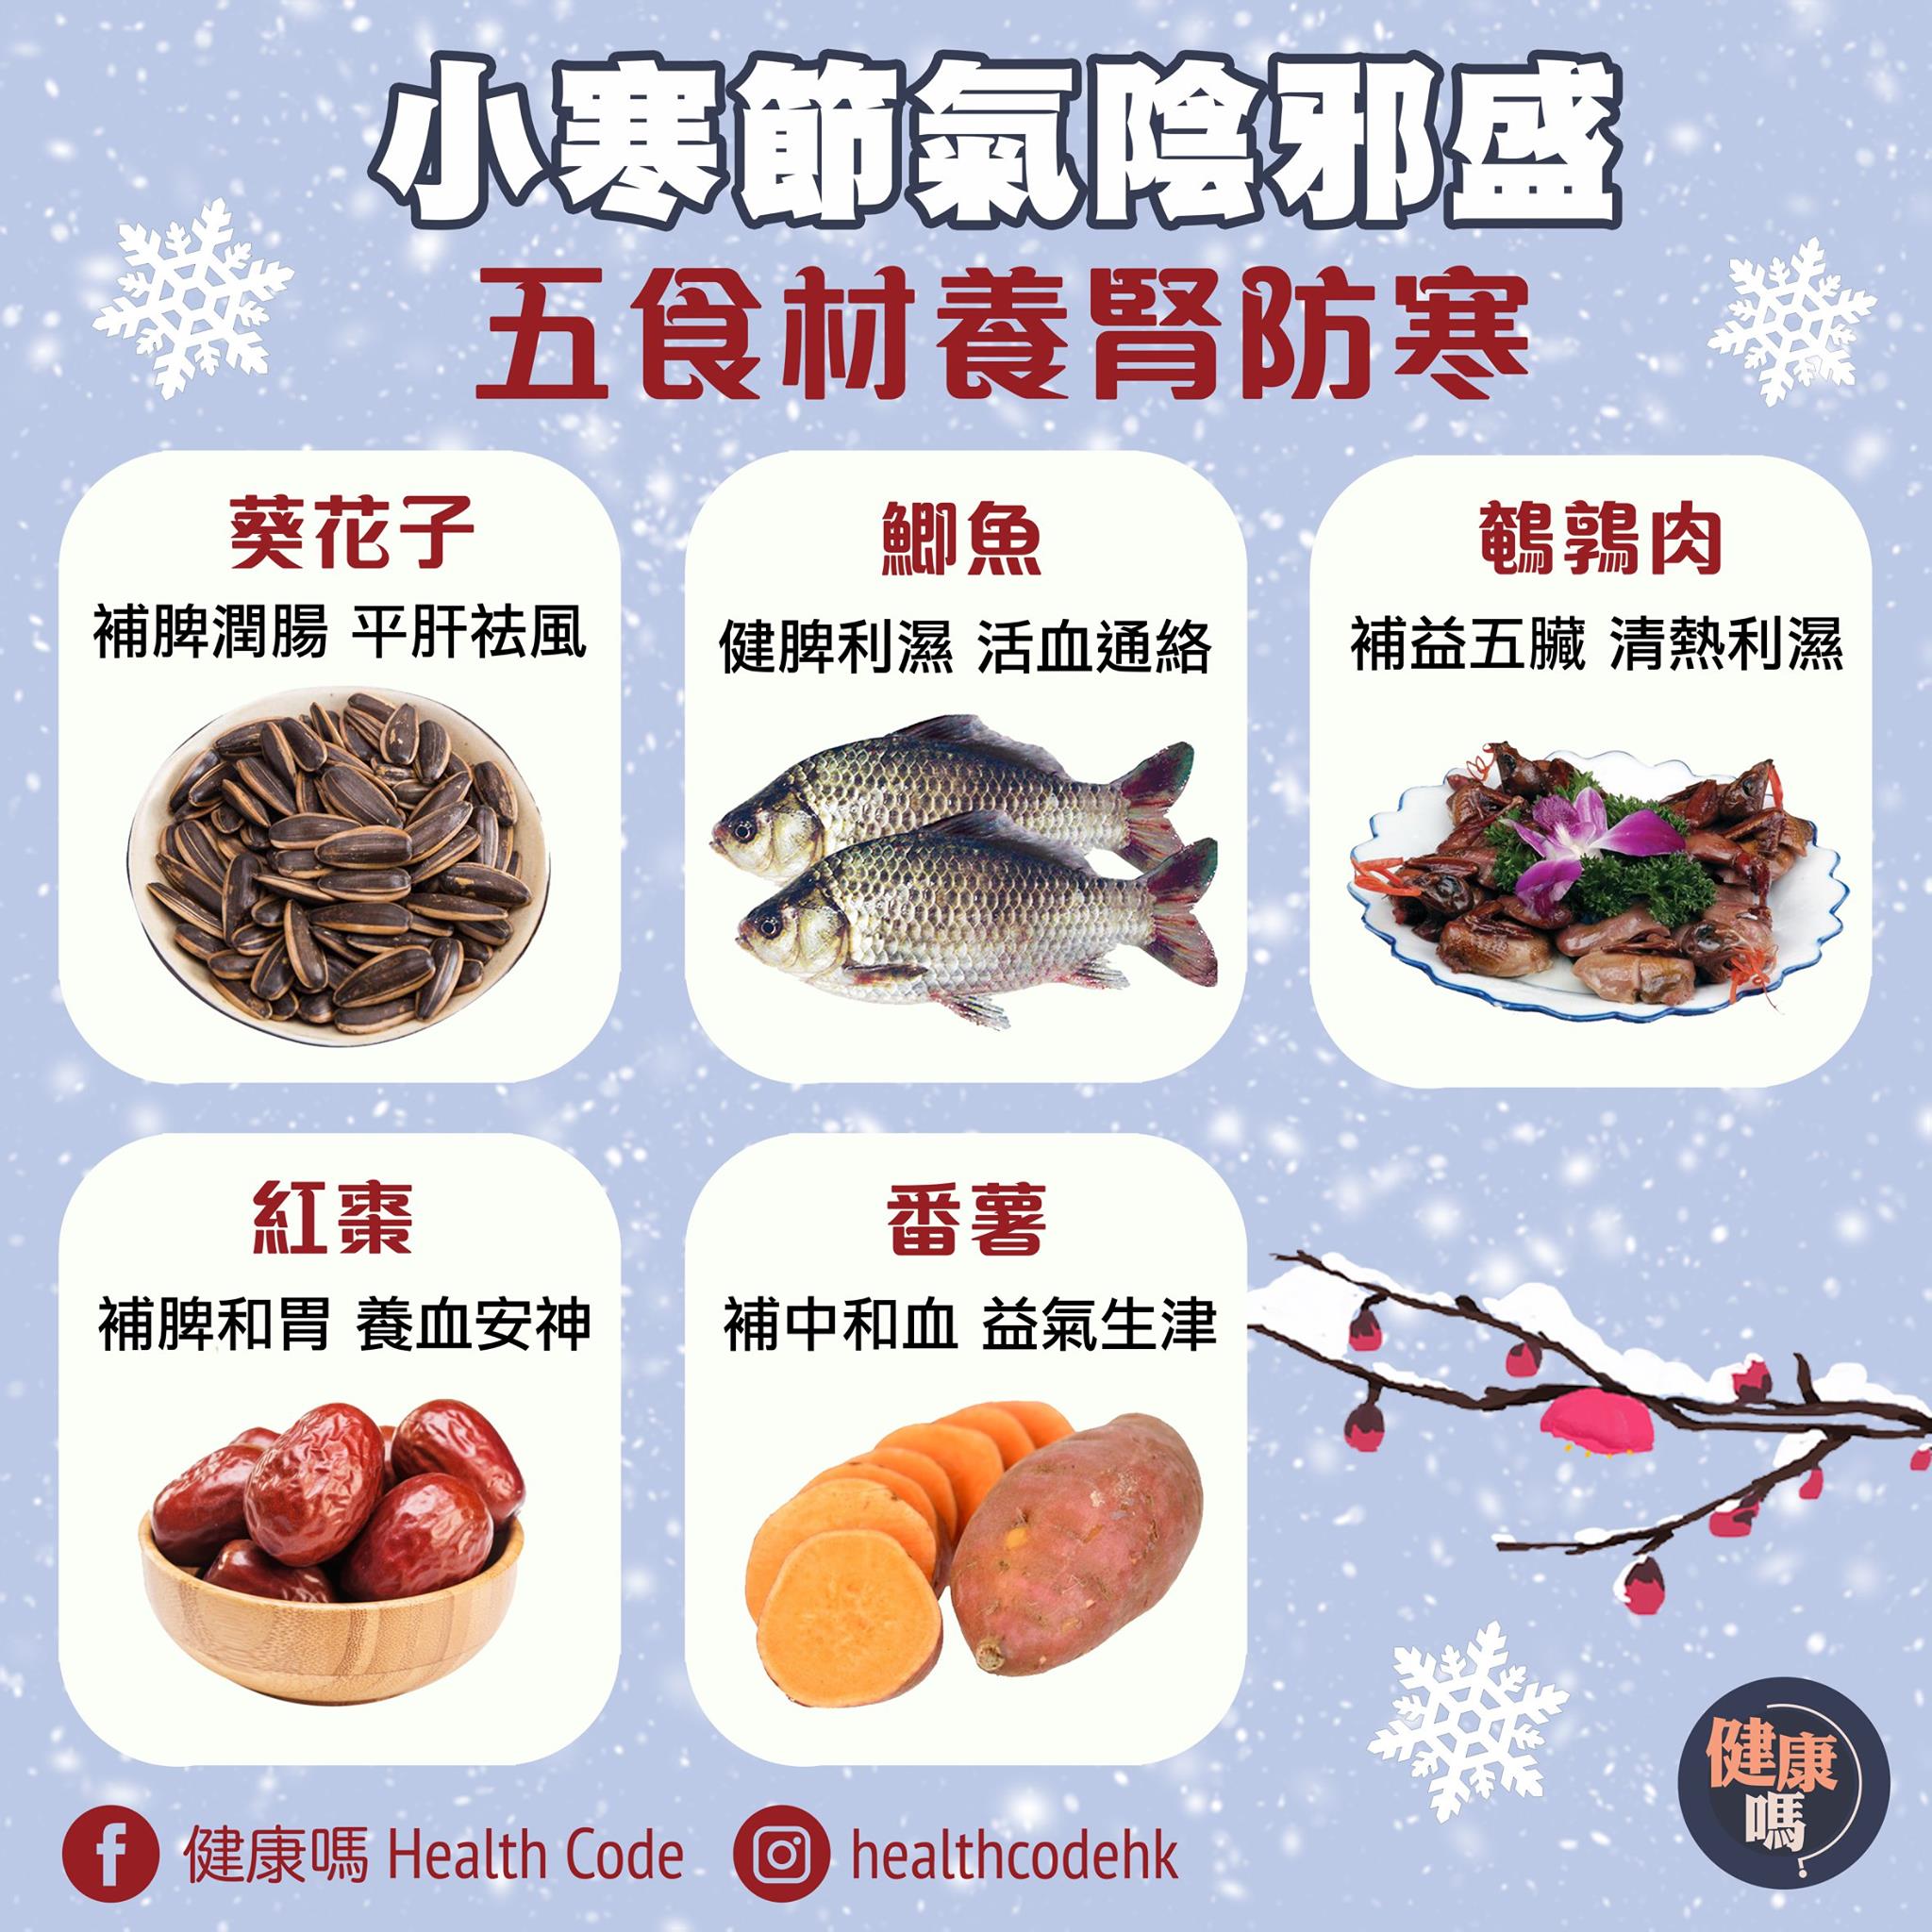 小寒節氣陰邪盛
五食材養腎防寒
葵花子
補脾潤腸 平肝祛風
鯽魚
健脾利濕 活血通絡
鵪鶉肉
補益五臟 清熱利濕
紅棗
補脾和胃 養血安神
番薯
補中和血 益氣生津
健康嗎 Health Code
healthcodehk
健康
嗎?